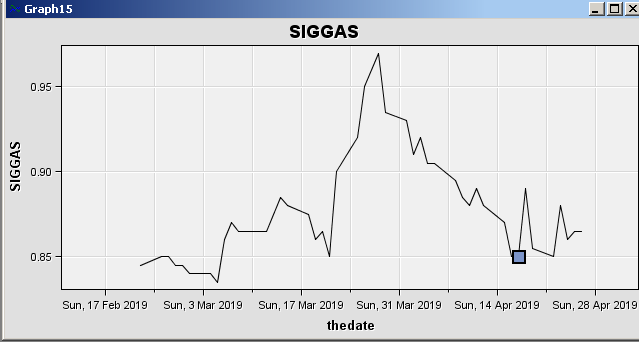 Graph15
SIGGAS
0.95
0.90
0.85
SIGGAS
Sun, 17 Feb 2019 Sun, 3 Mar 2019 Sun, 17 Mar 2019 Sun, 31 Mar 2019 Sun, 14 Apr 2019 Sun, 28 Apr 2019
thedate